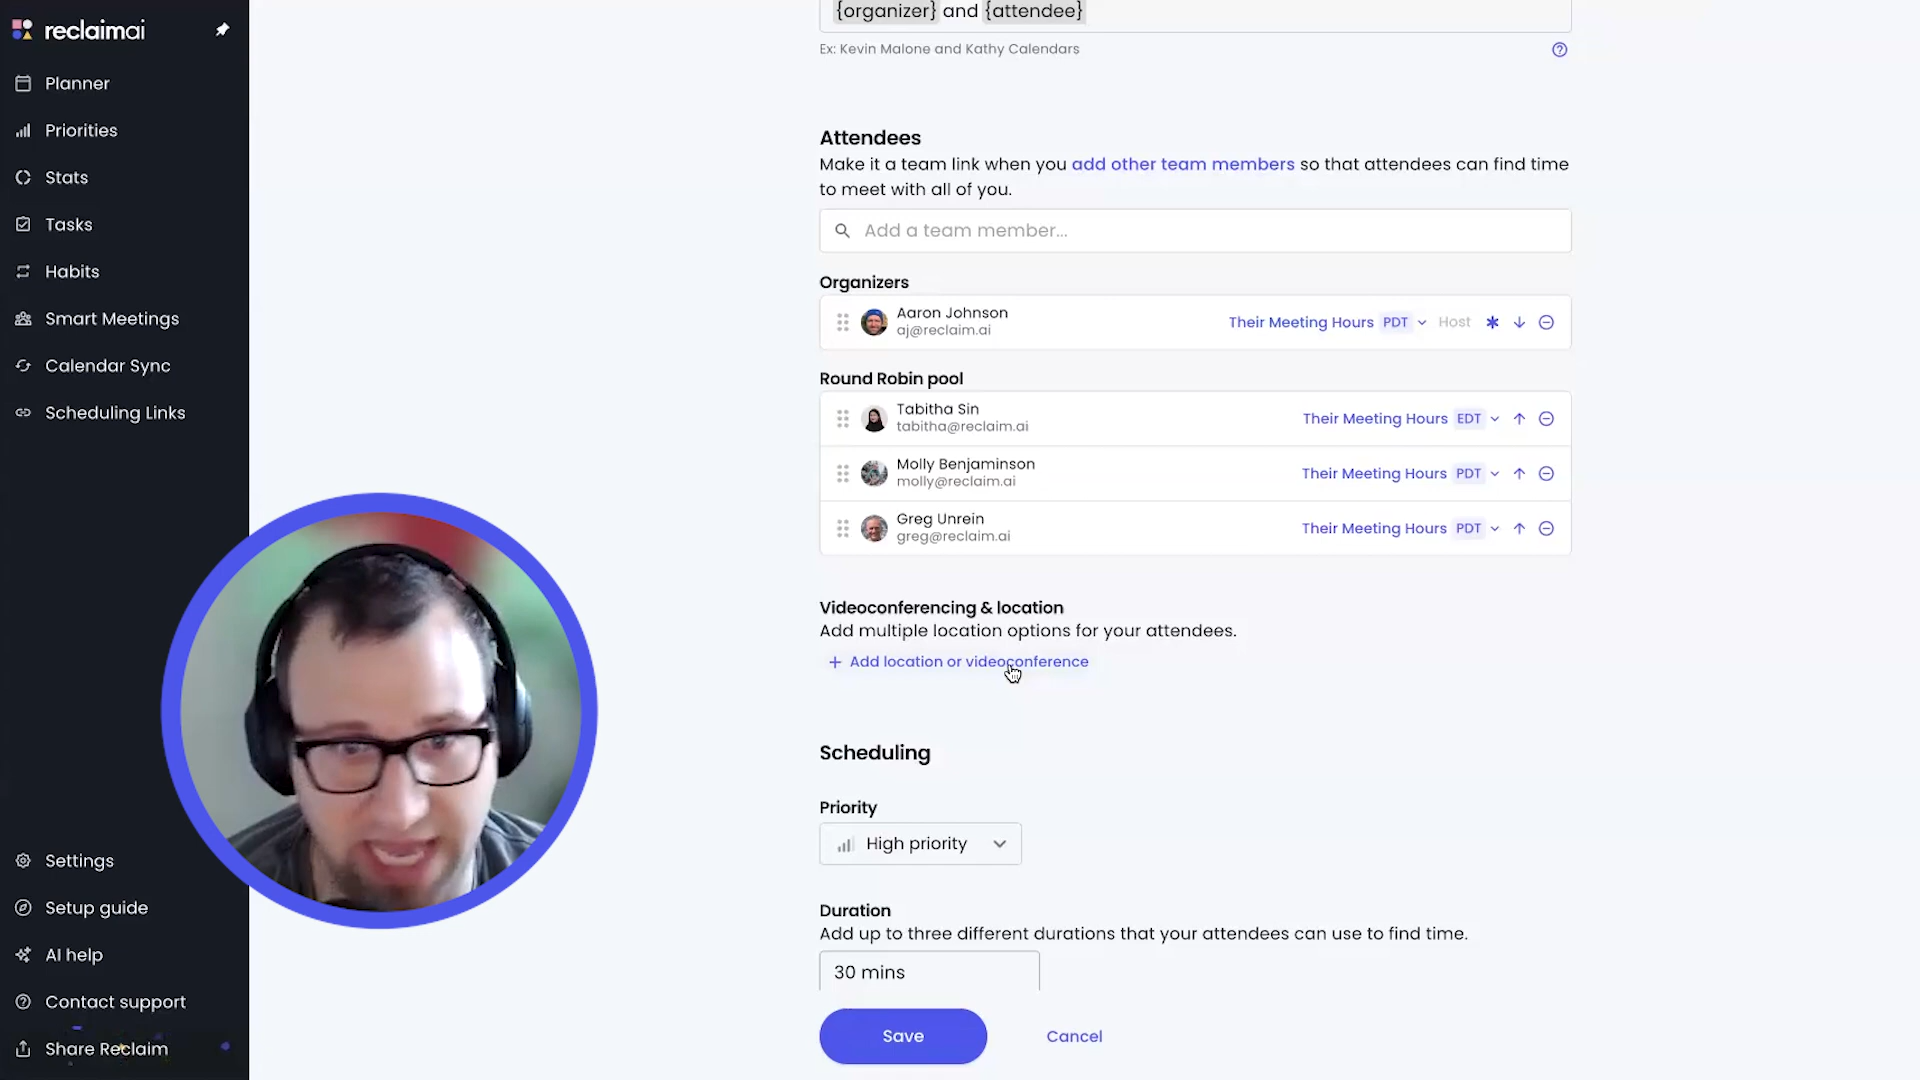 reclaimai
Planner
Priorities
Stats
Tasks
Habits
Smart Meetings
Calendar Sync
Scheduling Links
Settings
Setup guide
AI help
Contact support
Share Reclaim
{organizer} and {attendee}
Ex: Kevin Malone and Kathy Calendars
Attendees
Make it a team link when you add other team members so that attendees can find time
to meet with all of you.
Add a team member...
Organizers
Aaron Johnson
aj@reclaim.ai
Their Meeting Hours PDT Host
Round Robin pool
Tabitha Sin
tabitha@reclaim.ai
Their Meeting Hours EDT
Molly Benjaminson
molly@reclaim.ai
Their Meeting Hours PDT
Greg Unrein
greg@reclaim.ai
Their Meeting Hours PDT
Videoconferencing & location
Add multiple location options for your attendees.
+ Add location or videoconference
Scheduling
Priority
High priority
Duration
Add up to three different durations that your attendees can use to find time.
30 mins
Save
Cancel